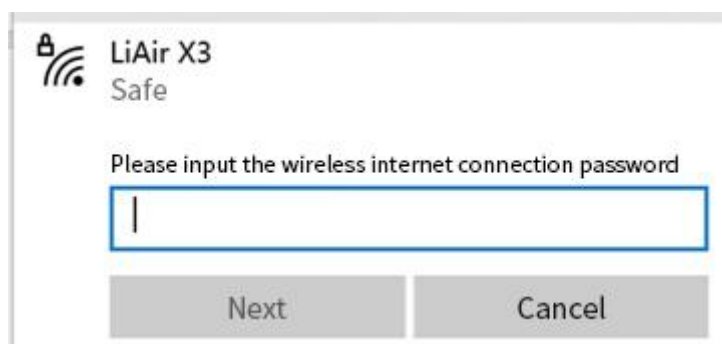 LiAir X3
Safe
Please input the wireless internet connection password
Next
Cancel